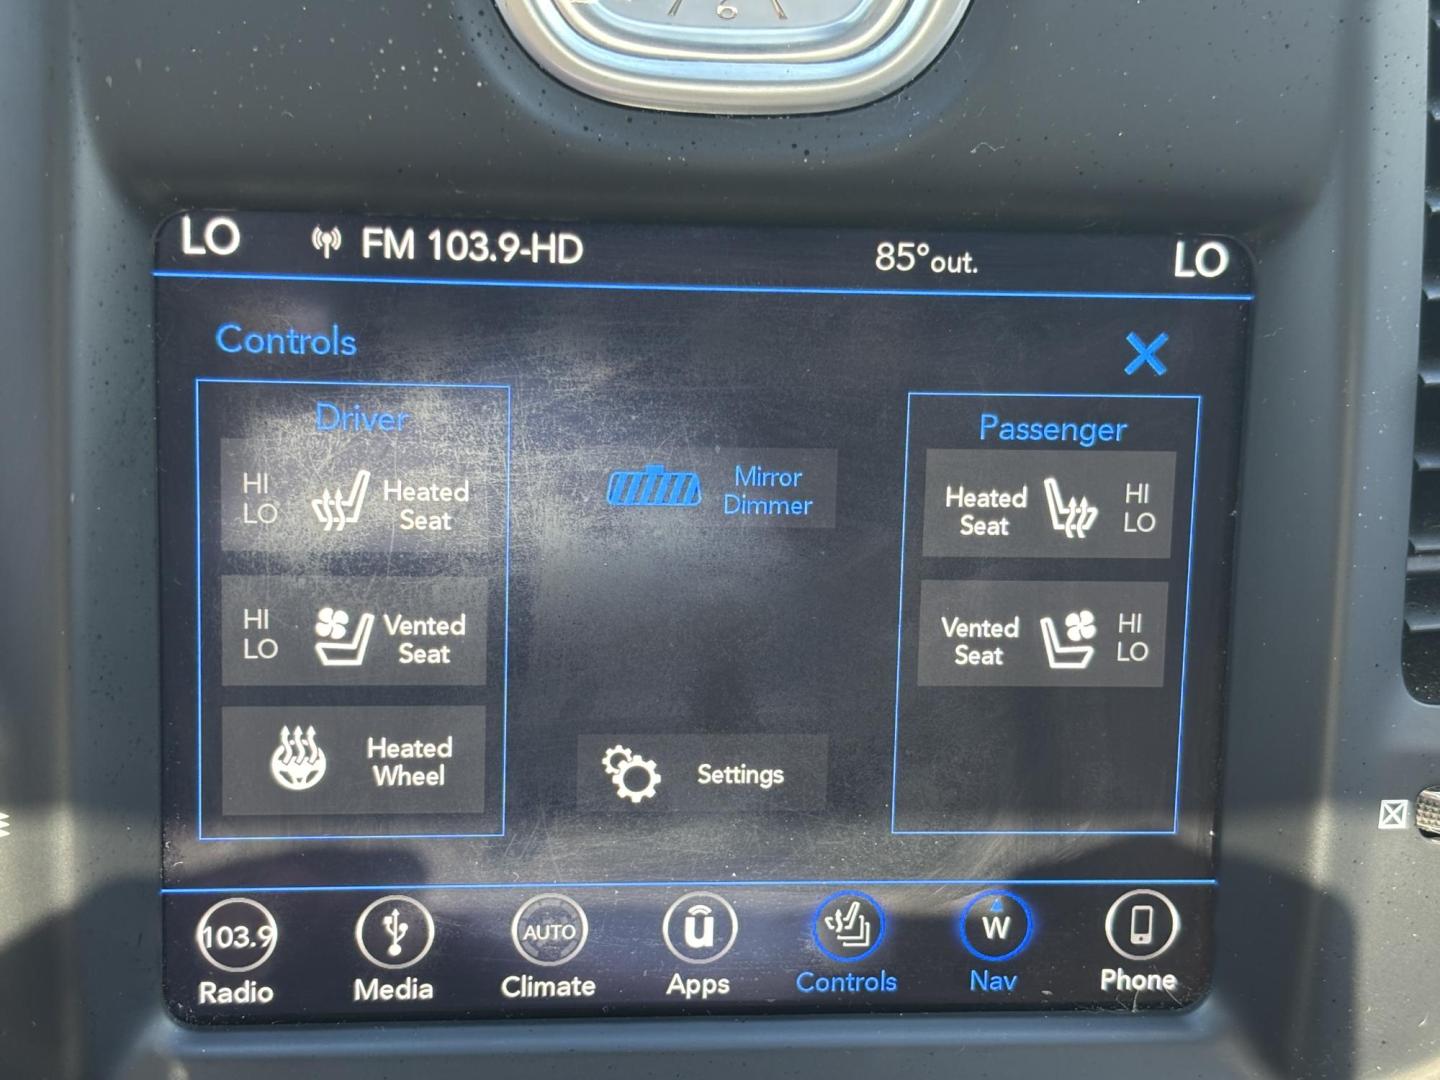 6
LO FM 103.9-HD 85°out. LO
Controls
Driver
HI
LO
Heated
Seat
HI
LO
Vented
Seat
Heated
Wheel
Mirror
Dimmer
Settings
Passenger
Heated
Seat
HI
LO
Vented
Seat
HI
LO
103.9
Radio
Media
AUTO
Climate
u
Apps
Controls
W
Nav
Phone